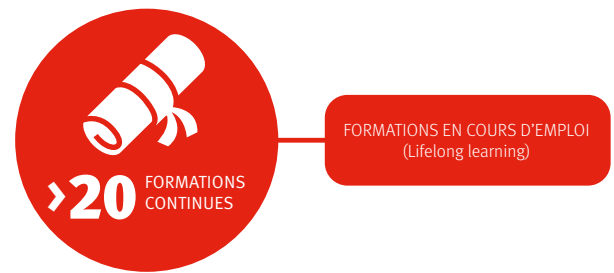 >20 FORMATIONS
CONTINUES
FORMATIONS EN COURS D’EMPLOI
(Lifelong learning)